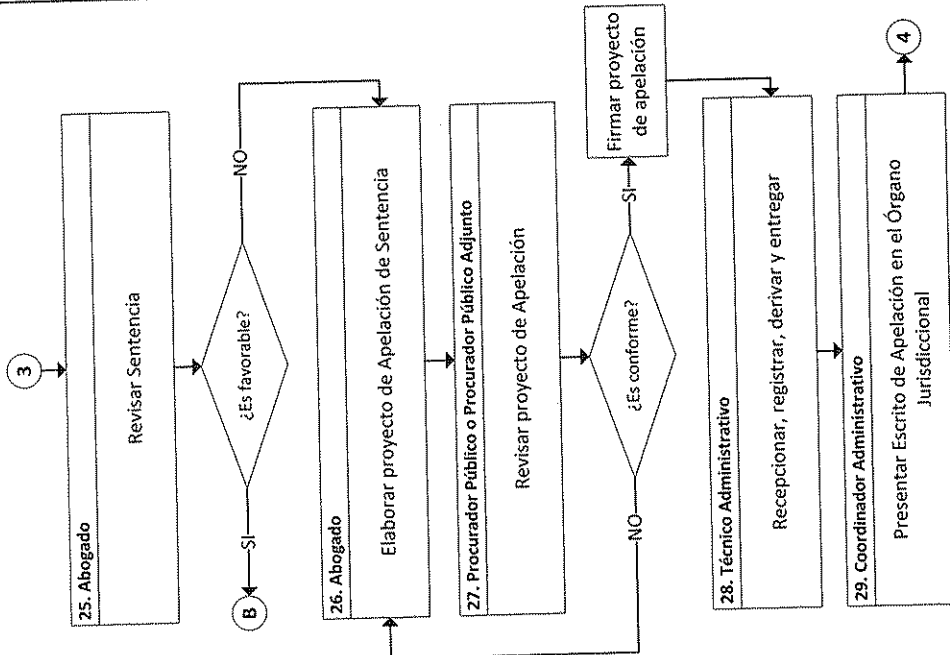 3
25. Abogado
Revisar Sentencia
¿Es favorable?
NO
SI
B
26. Abogado
Elaborar proyecto de Apelación de Sentencia
27. Procurador Público o Procurador Público Adjunto
Revisar proyecto de Apelación
¿Es conforme?
SI
Firmar proyecto
de apelación
NO
28. Técnico Administrativo
Recepcionar, registrar, derivar y entregar
29. Coordinador Administrativo
Presentar Escrito de Apelación en el Órgano
Jurisdiccional
4